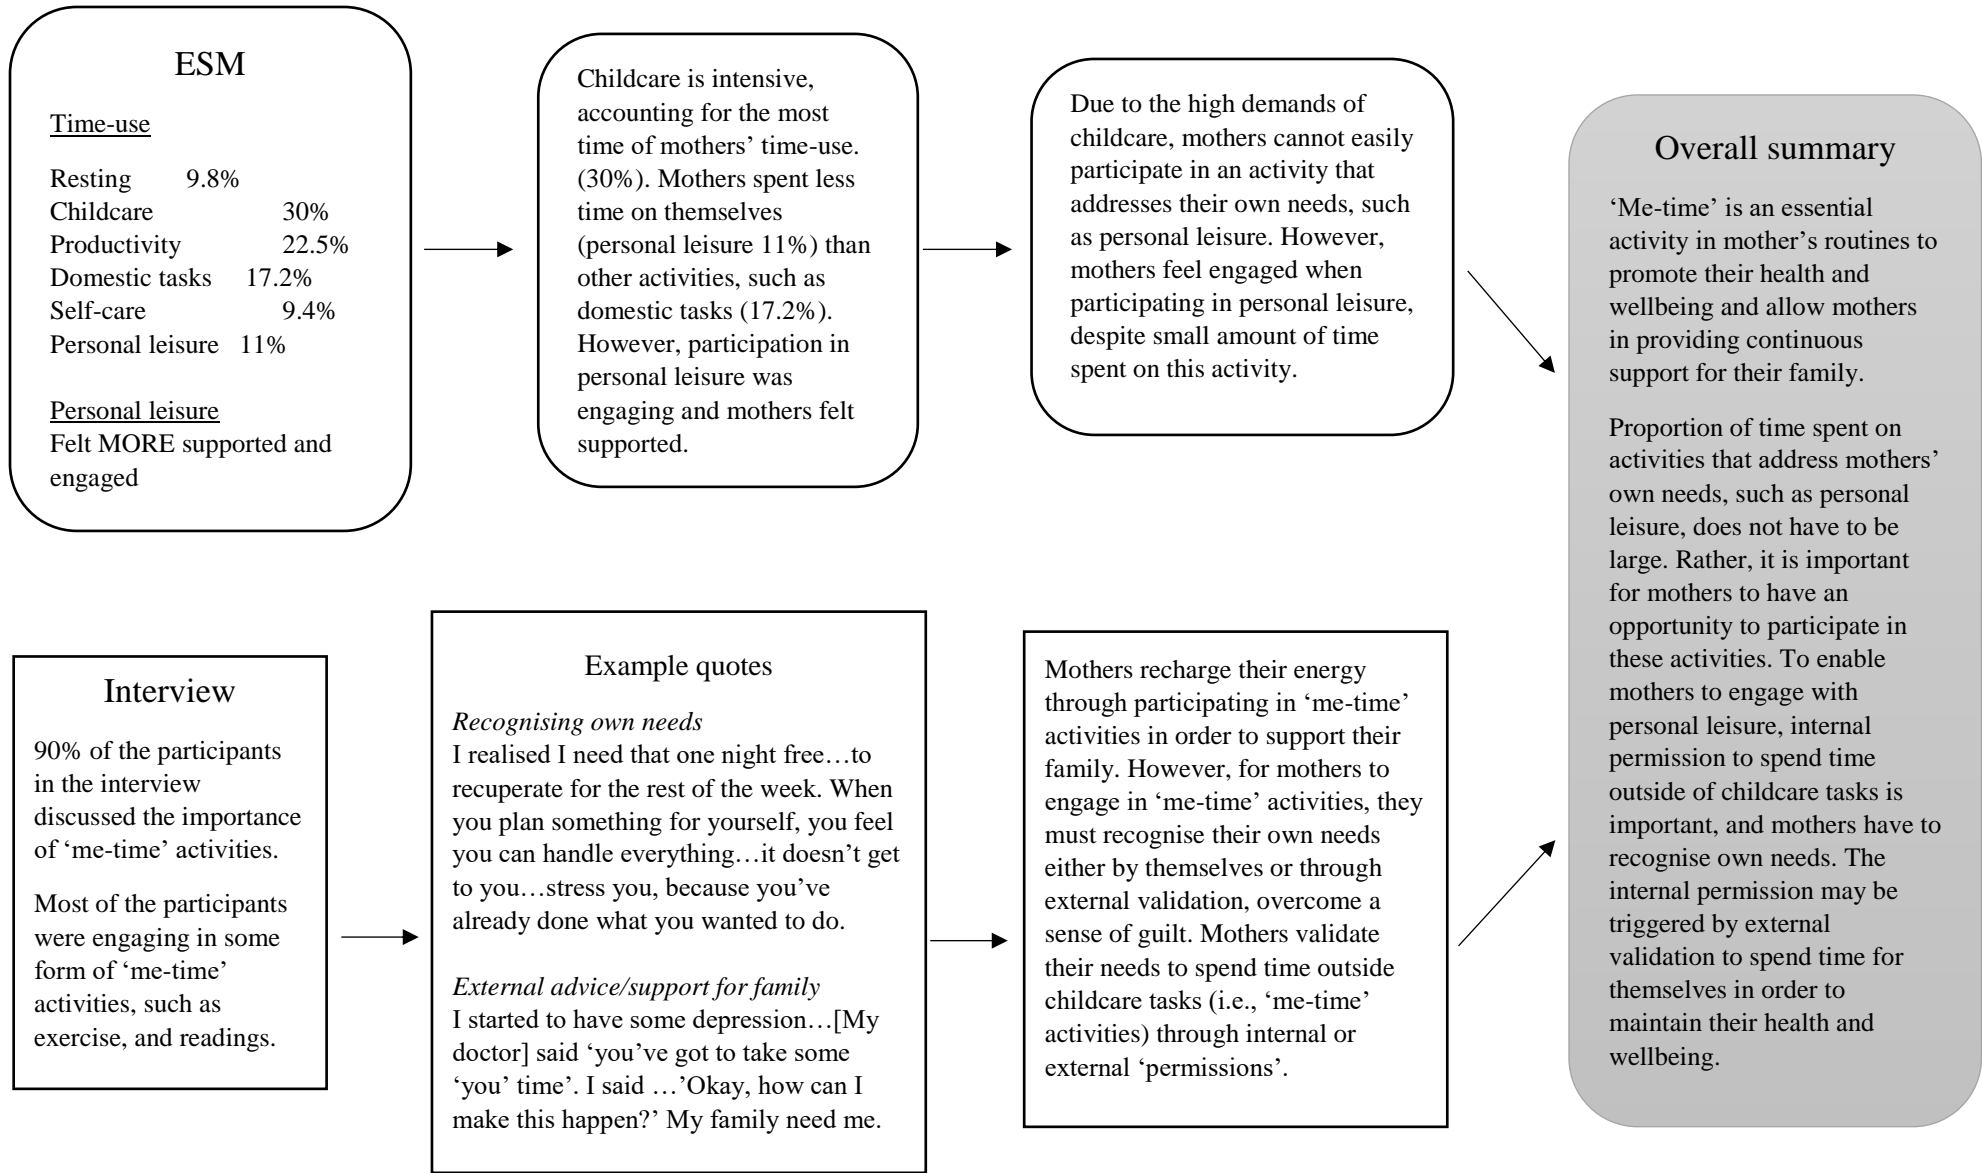 ESM
Time-use
Resting 9.8%
Childcare 30%
Productivity 22.5%
Domestic tasks 17.2%
Self-care 9.4%
Personal leisure 11%
Personal leisure
Felt MORE supported and
engaged
Childcare is intensive,
accounting for the most
time of mothers’ time-use.
(30%). Mothers spent less
time on themselves
(personal leisure 11%) than
other activities, such as
domestic tasks (17.2%).
However, participation in
personal leisure was
engaging and mothers felt
supported.
Due to the high demands of
childcare, mothers cannot easily
participate in an activity that
addresses their own needs, such
as personal leisure. However,
mothers feel engaged when
participating in personal leisure,
despite small amount of time
spent on this activity.
Interview
90% of the participants
in the interview
discussed the importance
of ‘me-time’ activities.
Most of the participants
were engaging in some
form of ‘me-time’
activities, such as
exercise, and readings.
Example quotes
Recognising own needs
I realised I need that one night free…to
recuperate for the rest of the week. When
you plan something for yourself, you feel
you can handle everything…it doesn’t get
to you…stress you, because you’ve
already done what you wanted to do.
External advice/support for family
I started to have some depression…[My
doctor] said ‘you’ve got to take some
‘you’ time’. I said …’Okay, how can I
make this happen?’ My family need me.
Mothers recharge their energy
through participating in ‘me-time’
activities in order to support their
family. However, for mothers to
engage in ‘me-time’ activities, they
must recognise their own needs
either by themselves or through
external validation, overcome a
sense of guilt. Mothers validate
their needs to spend time outside
childcare tasks (i.e., ‘me-time’
activities) through internal or
external ‘permissions’.
Overall summary
‘Me-time’ is an essential
activity in mother’s routines to
promote their health and
wellbeing and allow mothers
in providing continuous
support for their family.
Proportion of time spent on
activities that address mothers’
own needs, such as personal
leisure, does not have to be
large. Rather, it is important
for mothers to have an
opportunity to participate in
these activities. To enable
mothers to engage with
personal leisure, internal
permission to spend time
outside of childcare tasks is
important, and mothers have to
recognise own needs. The
internal permission may be
triggered by external
validation to spend time for
themselves in order to
maintain their health and
wellbeing.